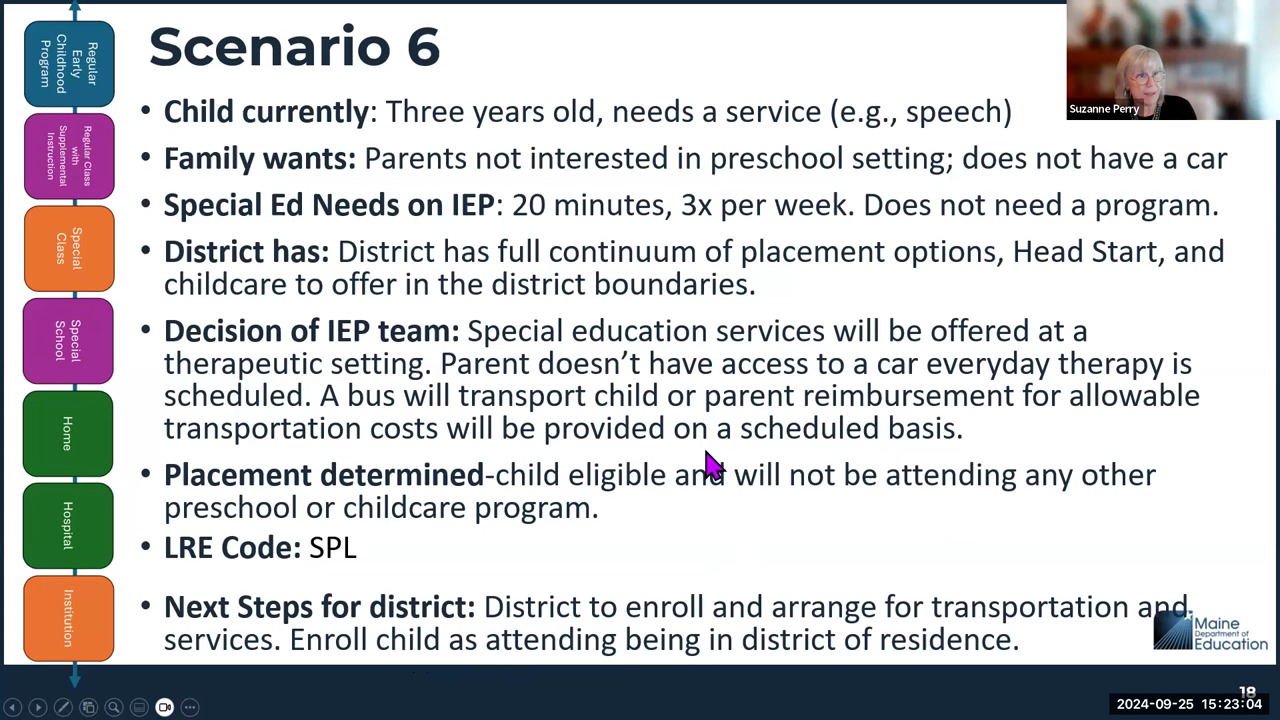 Scenario 6
Suzanne Perry
Regular
Early
Childhood
Program
Regular Class
with
Supplemental
Instruction
Special
Class
Special
School
Home
Hospital
Institution
• Child currently: Three years old, needs a service (e.g., speech)
• Family wants: Parents not interested in preschool setting; does not have a car
• Special Ed Needs on IEP: 20 minutes, 3x per week. Does not need a program.
• District has: District has full continuum of placement options, Head Start, and
childcare to offer in the district boundaries.
• Decision of IEP team: Special education services will be offered at a
therapeutic setting. Parent doesn’t have access to a car everyday therapy is
scheduled. A bus will transport child or parent reimbursement for allowable
transportation costs will be provided on a scheduled basis.
• Placement determined-child eligible and will not be attending any other
preschool or childcare program.
• LRE Code: SPL
• Next Steps for district: District to enroll and arrange for transportation and
services. Enroll child as attending being in district of residence.
Maine
Department of
Education
18
2024-09-25 15:23:04